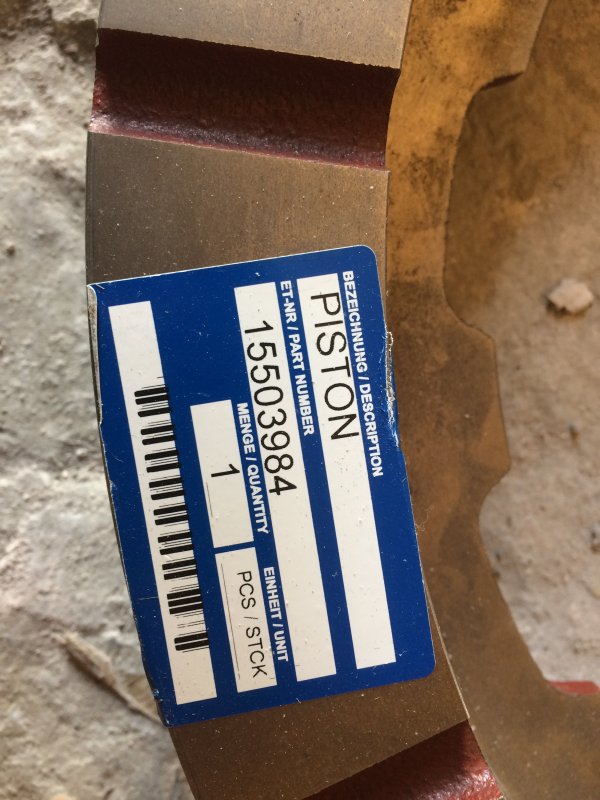 BEZEICHNUNG / DESCRIPTION
PISTON
ET-NR / PART NUMBER
15503984
MENGE / QUANTITY
1
EINHEIT / UNIT
PCS / STCK